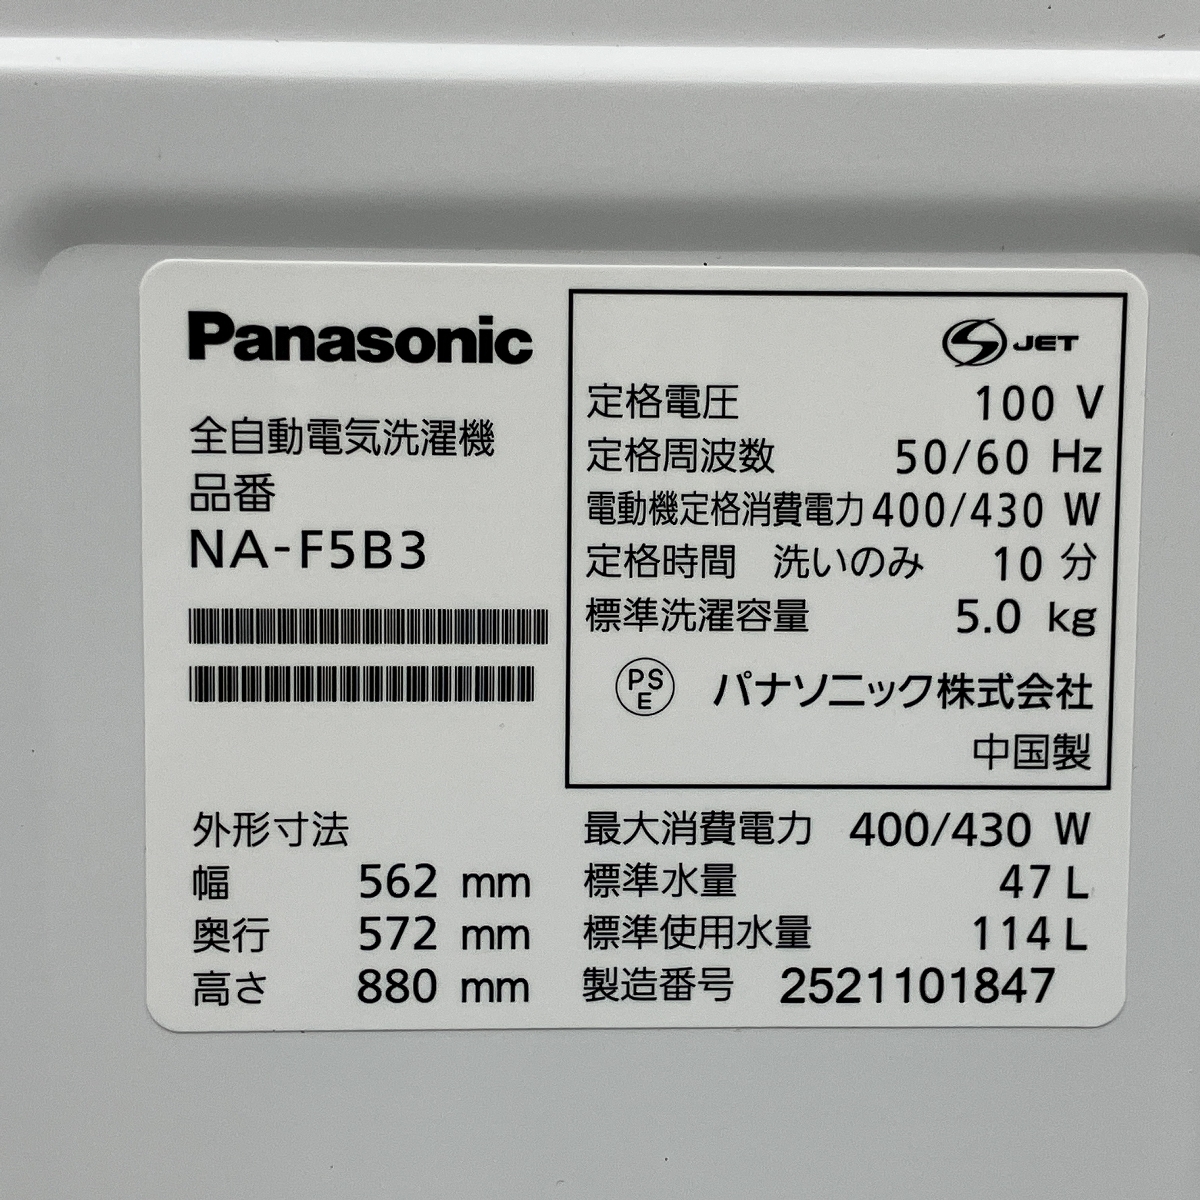 Panasonic
全自動電気洗濯機
品番
NA-F5B3
S JET
定格電圧 100 V
定格周波数 50/60 Hz
電動機定格消費電力 400/430 W
定格時間 洗いのみ 10 分
標準洗濯容量 5.0 kg
PS
E
パナソニック株式会社
中国製
外形寸法
幅 562 mm
奥行 572 mm
高さ 880 mm
最大消費電力 400/430 W
標準水量 47 L
標準使用水量 114 L
製造番号 2521101847